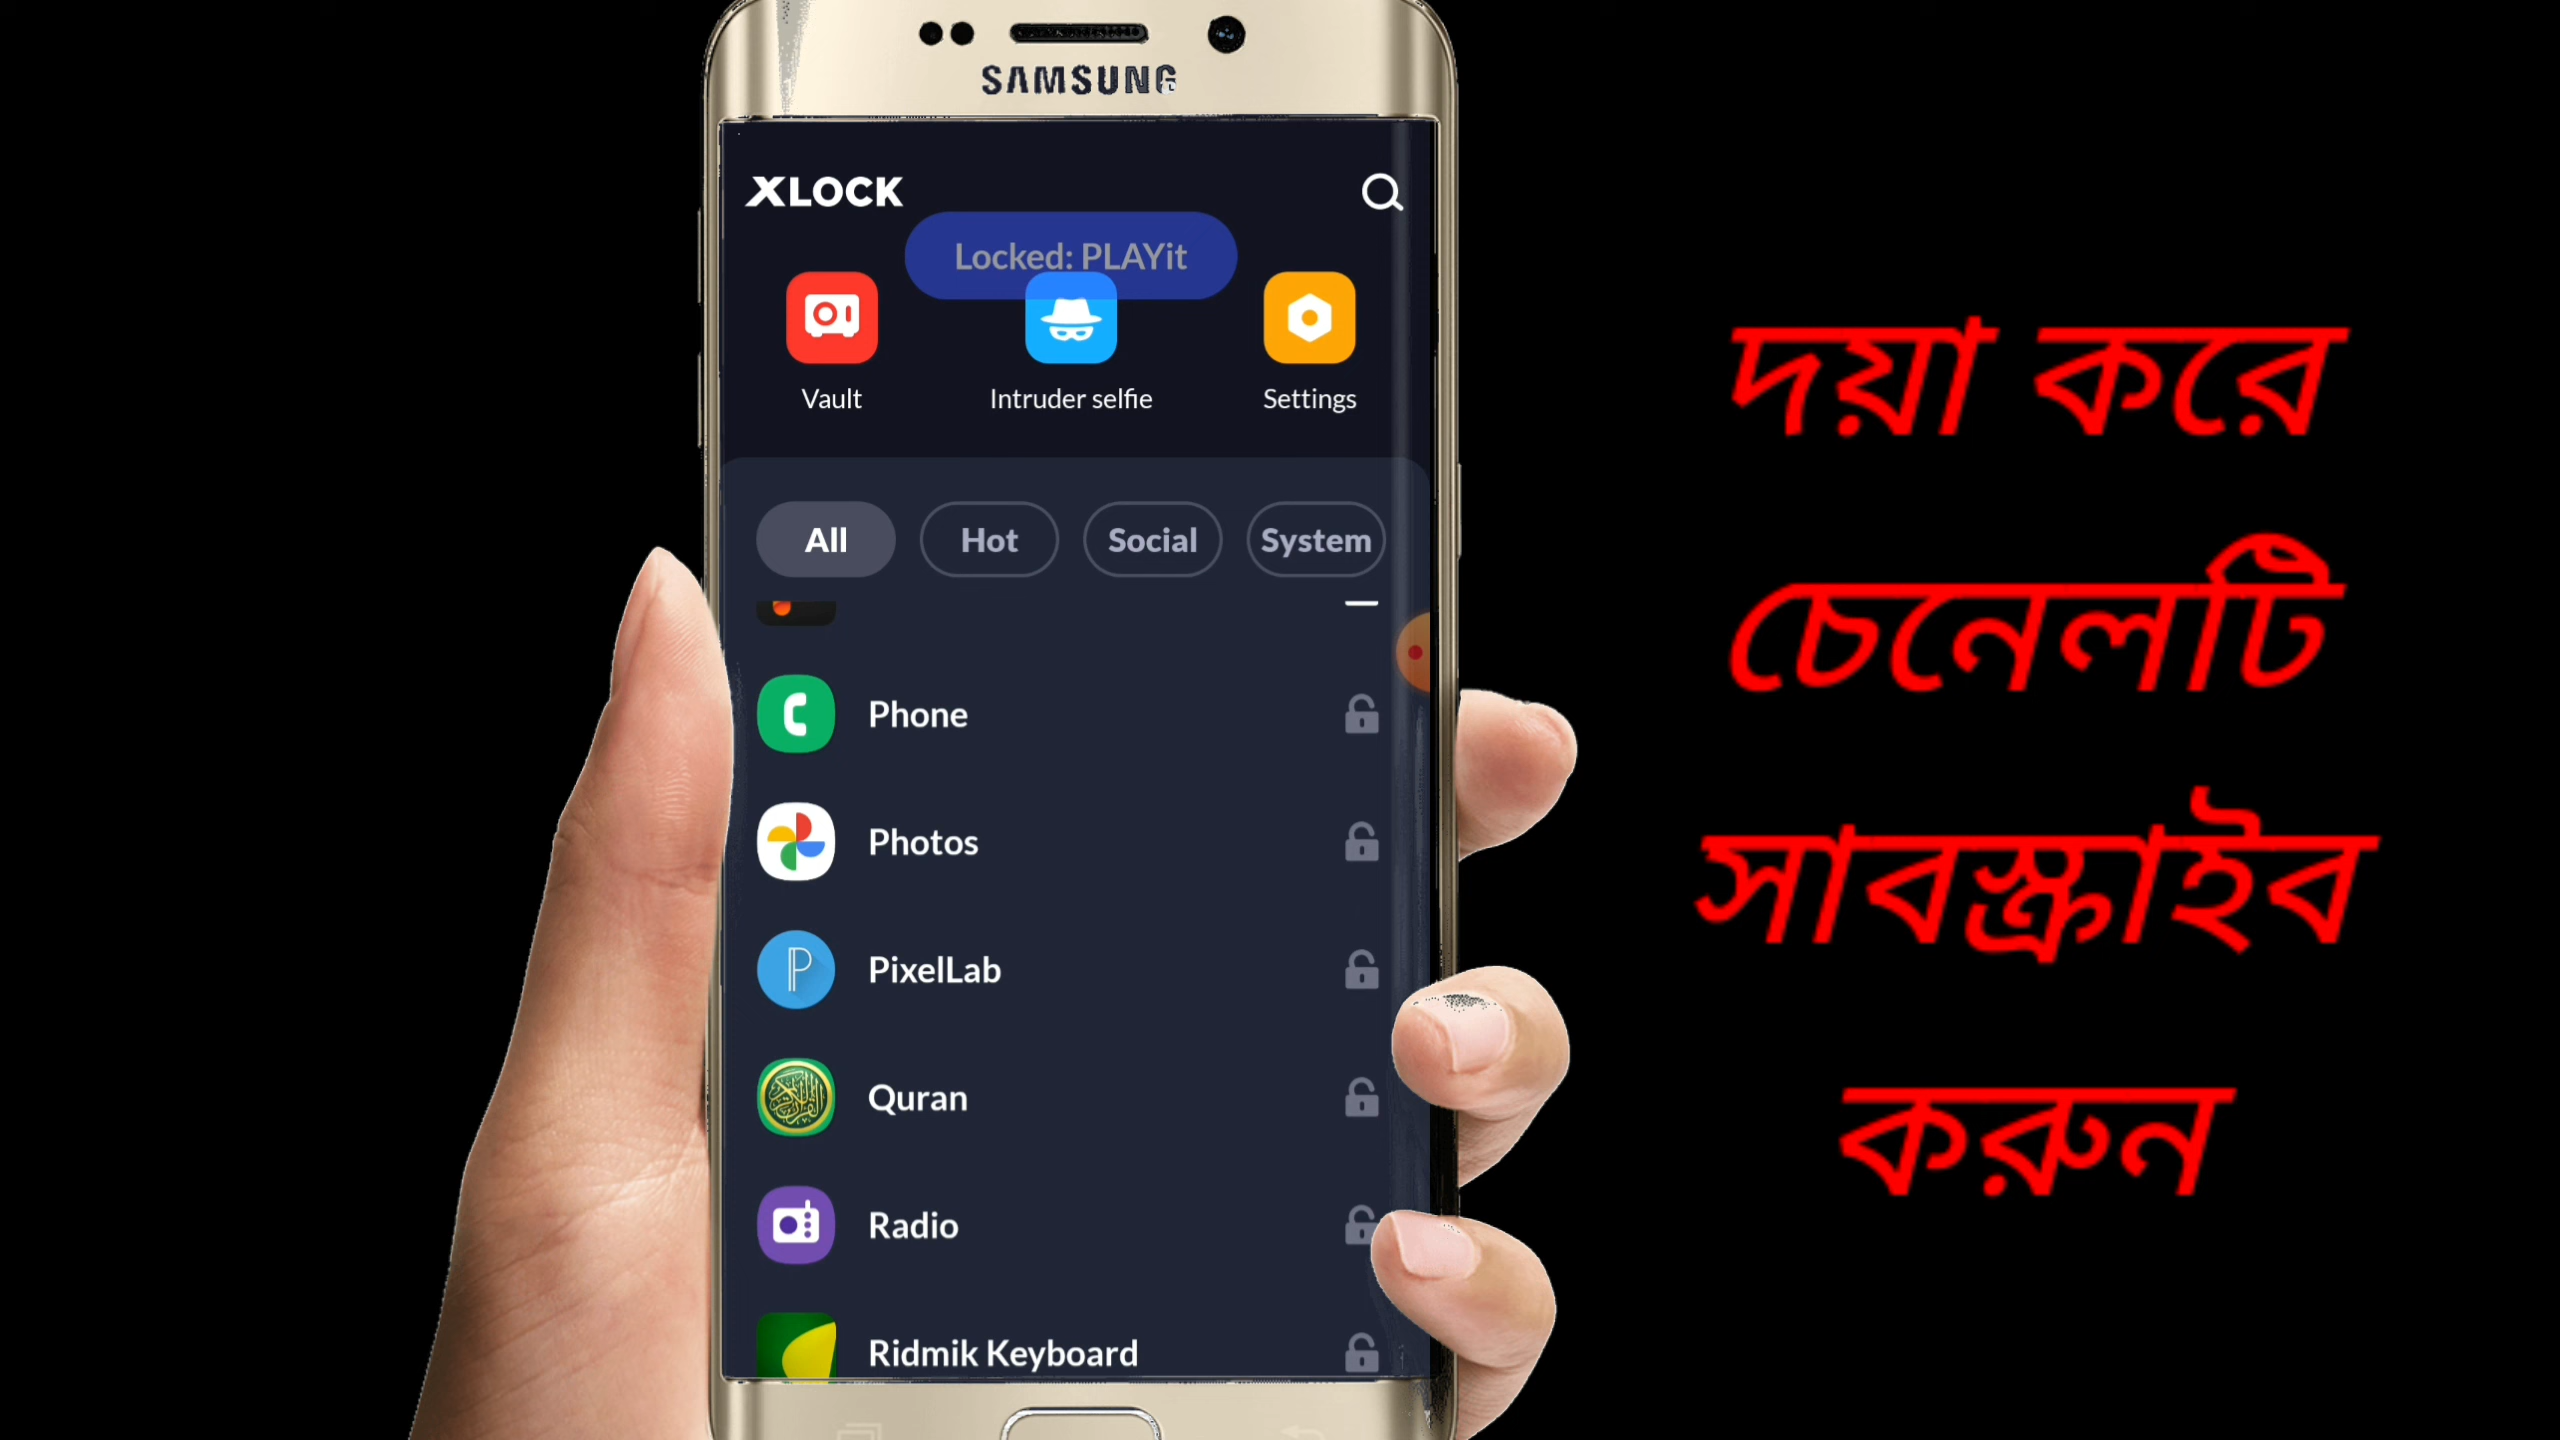 SAMSUNG
XLOCK
Locked: PLAYit
Vault
Intruder selfie
Settings
All
Hot
Social
System
Phone
Photos
PixelLab
Quran
Radio
Ridmik Keyboard
দয়া করে
চেনেলটি
সাবস্ক্রাইব
করুন